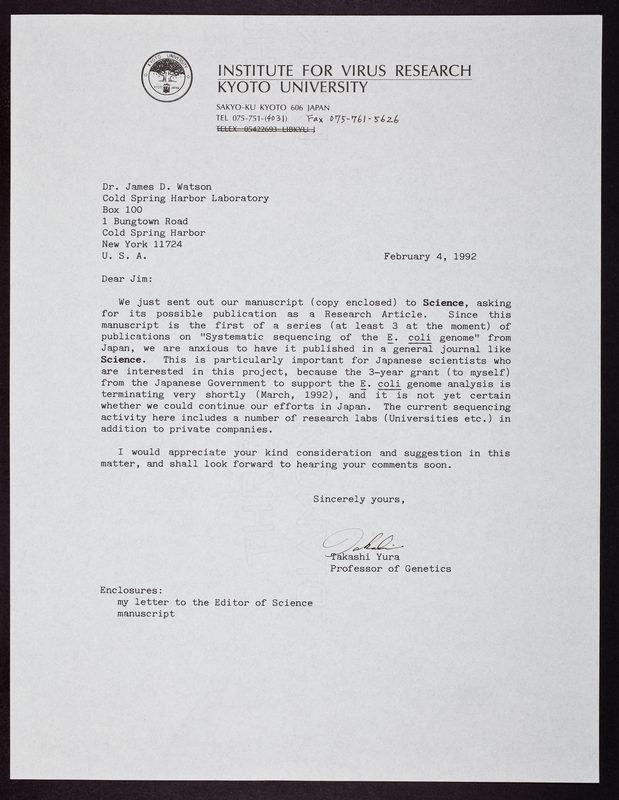 KYOTO UNIVERSITY
INSTITUTE FOR VIRUS RESEARCH
KYOTO UNIVERSITY
SAKYO-KU KYOTO 606 JAPAN
TEL 075-751-(4031) Fax 075-761-5626
TELEX 05422693 LIBKYU J
Dr. James D. Watson
Cold Spring Harbor Laboratory
Box 100
1 Bungtown Road
Cold Spring Harbor
New York 11724
U. S. A. February 4, 1992
Dear Jim:
We just sent out our manuscript (copy enclosed) to Science, asking
for its possible publication as a Research Article. Since this
manuscript is the first of a series (at least 3 at the moment) of
publications on "Systematic sequencing of the E. coli genome" from
Japan, we are anxious to have it published in a general journal like
Science. This is particularly important for Japanese scientists who
are interested in this project, because the 3-year grant (to myself)
from the Japanese Government to support the E. coli genome analysis is
terminating very shortly (March, 1992), and it is not yet certain
whether we could continue our efforts in Japan. The current sequencing
activity here includes a number of research labs (Universities etc.) in
addition to private companies.
I would appreciate your kind consideration and suggestion in this
matter, and shall look forward to hearing your comments soon.
Sincerely yours,
Takashi
Takashi Yura
Professor of Genetics
Enclosures:
my letter to the Editor of Science
manuscript